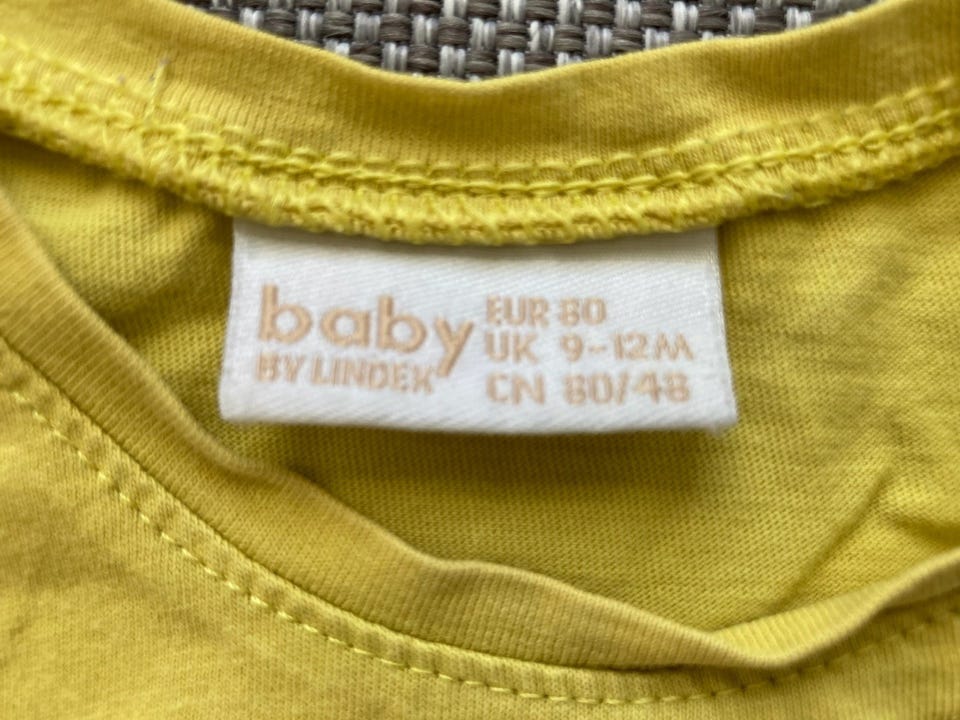 baby
BY LINDEX
EUR 80
UK 9-12M
CN 80/48